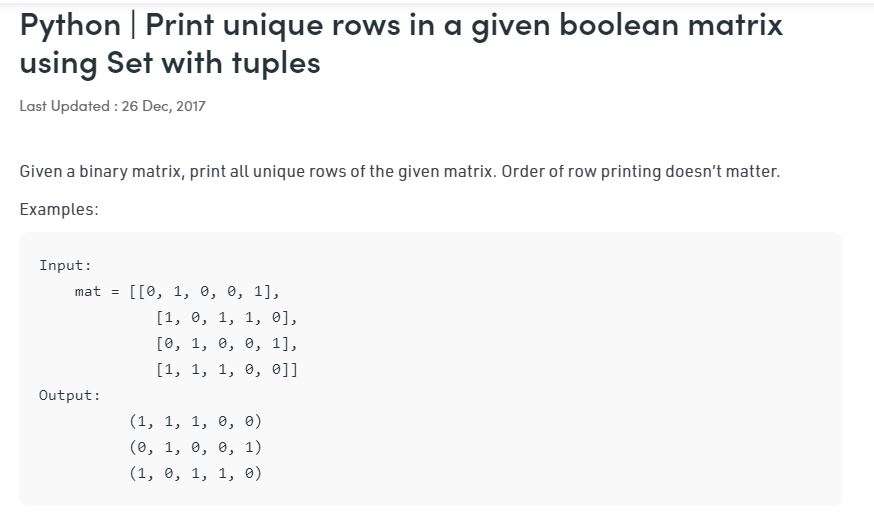 Python | Print unique rows in a given boolean matrix
using Set with tuples
Last Updated : 26 Dec, 2017
Given a binary matrix, print all unique rows of the given matrix. Order of row printing doesn't matter.
Examples:
Input:
    mat = [[0, 1, 0, 0, 1],
             [1, 0, 1, 1, 0],
             [0, 1, 0, 0, 1],
             [1, 1, 1, 0, 0]]
Output:
          (1, 1, 1, 0, 0)
          (0, 1, 0, 0, 1)
          (1, 0, 1, 1, 0)